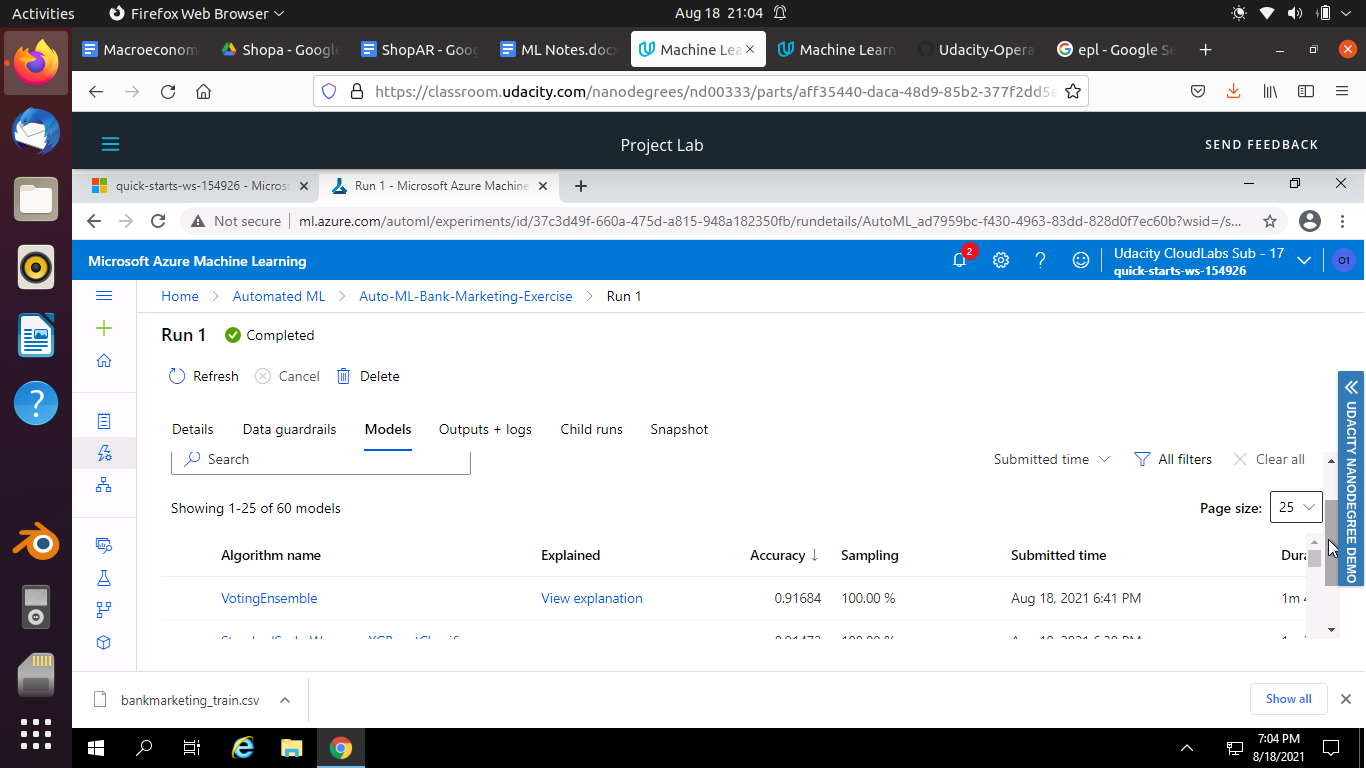 Activities Firefox Web Browser Aug 18 21:04
Macroeconom Shopa - Google ShopAR - Goog ML Notes.docx Machine Lea Machine Learn Udacity-Opera epl - Google Se
https://classroom.udacity.com/nanodegrees/nd00333/parts/aff35440-daca-48d9-85b2-377f2dd5e
Project Lab SEND FEEDBACK
quick-starts-ws-154926 - Microso Run 1 - Microsoft Azure Machine
Not secure ml.azure.com/automl/experiments/id/37c3d49f-660a-475d-a815-948a182350fb/rundetails/AutoML_ad7959bc-f430-4963-83dd-828d0f7ec60b?wsid=/s...
Microsoft Azure Machine Learning 2 Udacity CloudLabs Sub - 17 O1
quick-starts-ws-154926
Home Automated ML Auto-ML-Bank-Marketing-Exercise Run 1
Run 1 Completed
Refresh Cancel Delete
UDACITY NANODEGREE DEMO
Details Data guardrails Models Outputs + logs Child runs Snapshot
Search Submitted time All filters Clear all
Showing 1-25 of 60 models Page size: 25
Algorithm name Explained Accuracy ↓ Sampling Submitted time Dura
VotingEnsemble View explanation 0.91684 100.00 % Aug 18, 2021 6:41 PM 1m
bankmarketing_train.csv Show all
7:04 PM
8/18/2021